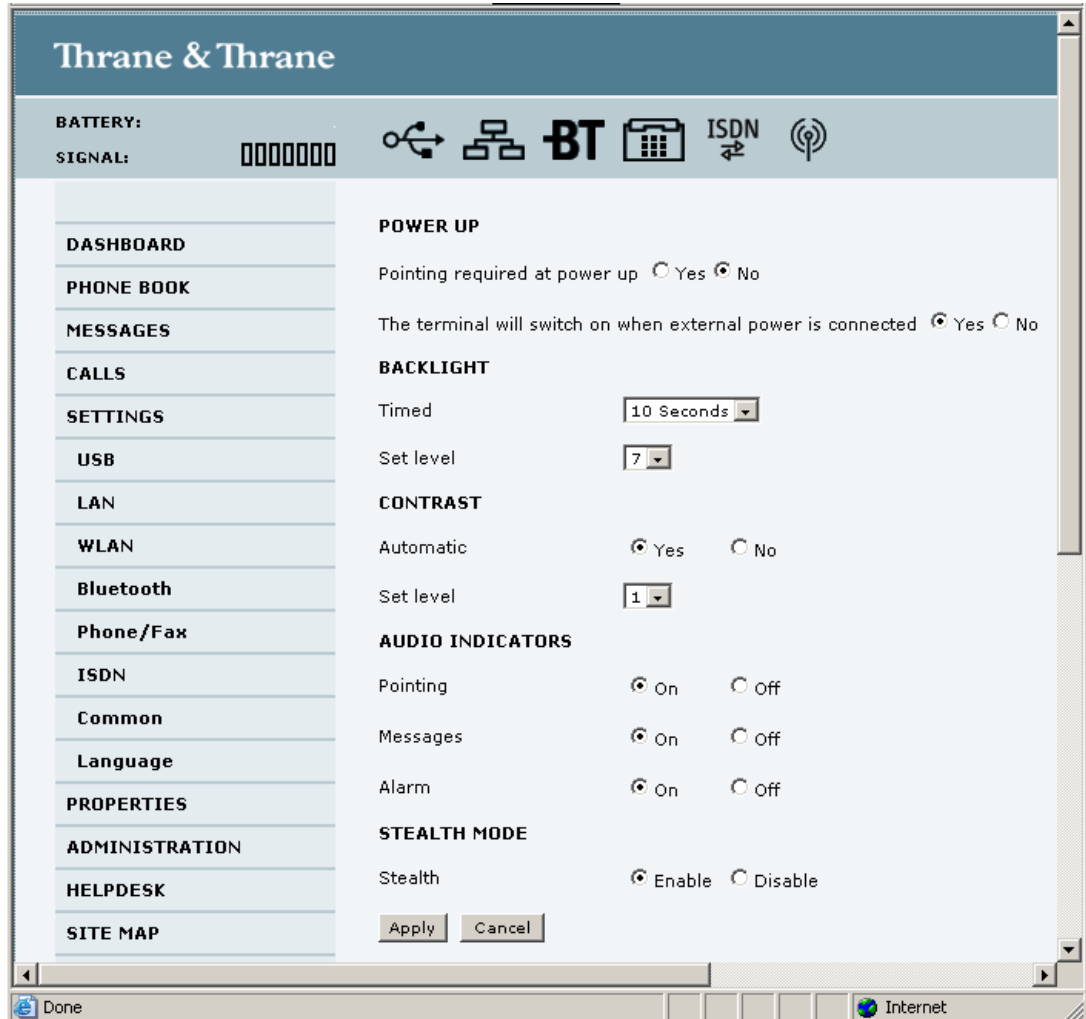 Thrane & Thrane
BATTERY:
SIGNAL:
BT
ISDN
DASHBOARD
PHONE BOOK
MESSAGES
CALLS
SETTINGS
USB
LAN
WLAN
Bluetooth
Phone/Fax
ISDN
Common
Language
PROPERTIES
ADMINISTRATION
HELPDESK
SITE MAP
POWER UP
Pointing required at power up Yes No
The terminal will switch on when external power is connected Yes No
BACKLIGHT
Timed 10 Seconds
Set level 7
CONTRAST
Automatic Yes No
Set level 1
AUDIO INDICATORS
Pointing On Off
Messages On Off
Alarm On Off
STEALTH MODE
Stealth Enable Disable
Apply Cancel
Done Internet